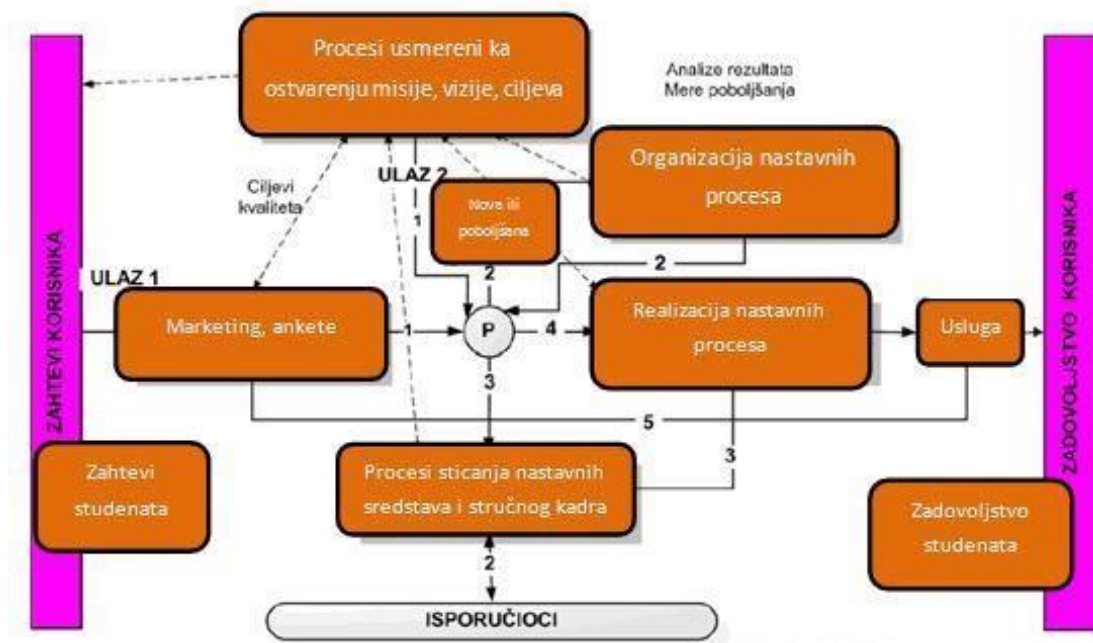 Procesi usmereni ka
ostvarenju misije, vizije, ciljeva
Analize rezultata
Mere poboljšanja
Organizacija nastavnih
procesa
ULAZ 2
1
Ciljevi
kvaliteta
Nova ili
poboljšana
2
2
ULAZ 1
Marketing, ankete
1
P
4
Realizacija nastavnih
procesa
Usluga
3
5
3
Procesi sticanja nastavnih
sredstava i stručnog kadra
2
ISPORUČIOCI
ZAHTEVI KORISNIKA
Zahtevi
studenata
ZADOVOLJSTVO KORISNIKA
Zadovoljstvo
studenata